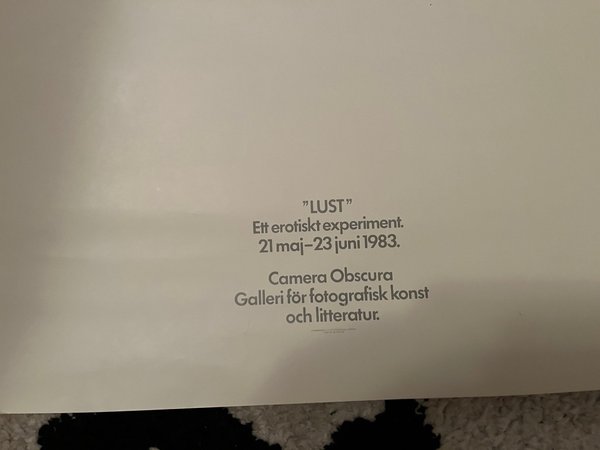 ”LUST”
Ett erotiskt experiment.
21 maj–23 juni 1983.
Camera Obscura
Galleri för fotografisk konst
och litteratur.